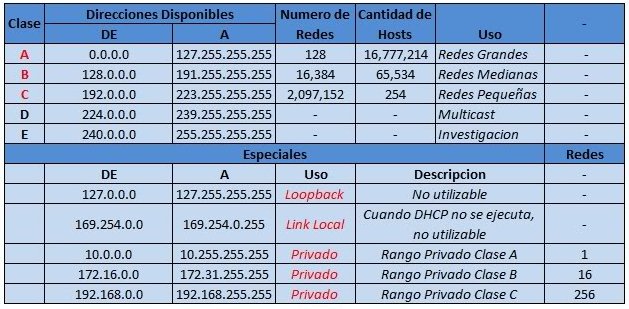 Clase Direcciones Disponibles Numero de Redes Cantidad de Hosts Uso -
DE A
A 0.0.0.0 127.255.255.255 128 16,777,214 Redes Grandes -
B 128.0.0.0 191.255.255.255 16,384 65,534 Redes Medianas -
C 192.0.0.0 223.255.255.255 2,097,152 254 Redes Pequeñas -
D 224.0.0.0 239.255.255.255 - - Multicast -
E 240.0.0.0 255.255.255.255 - - Investigacion -
Especiales Redes
DE A Uso Descripcion -
127.0.0.0 127.255.255.255 Loopback No utilizable -
169.254.0.0 169.254.0.255 Link Local Cuando DHCP no se ejecuta, no utilizable -
10.0.0.0 10.255.255.255 Privado Rango Privado Clase A 1
172.16.0.0 172.31.255.255 Privado Rango Privado Clase B 16
192.168.0.0 192.168.255.255 Privado Rango Privado Clase C 256